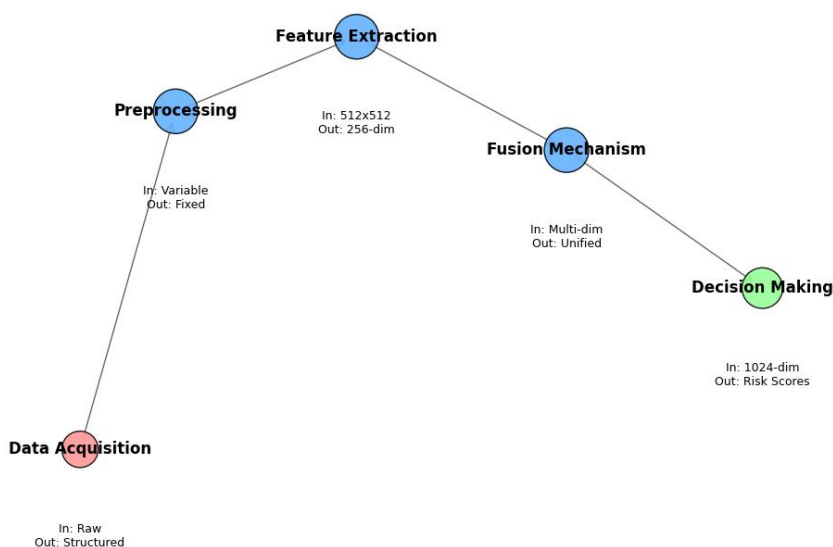 Feature Extraction
In: 512x512
Out: 256-dim
Preprocessing
In: Variable
Out: Fixed
Fusion Mechanism
In: Multi-dim
Out: Unified
Decision Making
In: 1024-dim
Out: Risk Scores
Data Acquisition
In: Raw
Out: Structured